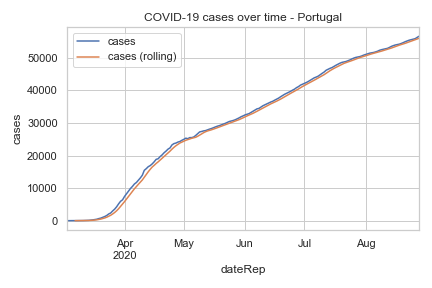 COVID-19 cases over time - Portugal
cases
cases (rolling)
50000
40000
30000
20000
10000
0
cases
Apr
2020
May
Jun
Jul
Aug
dateRep